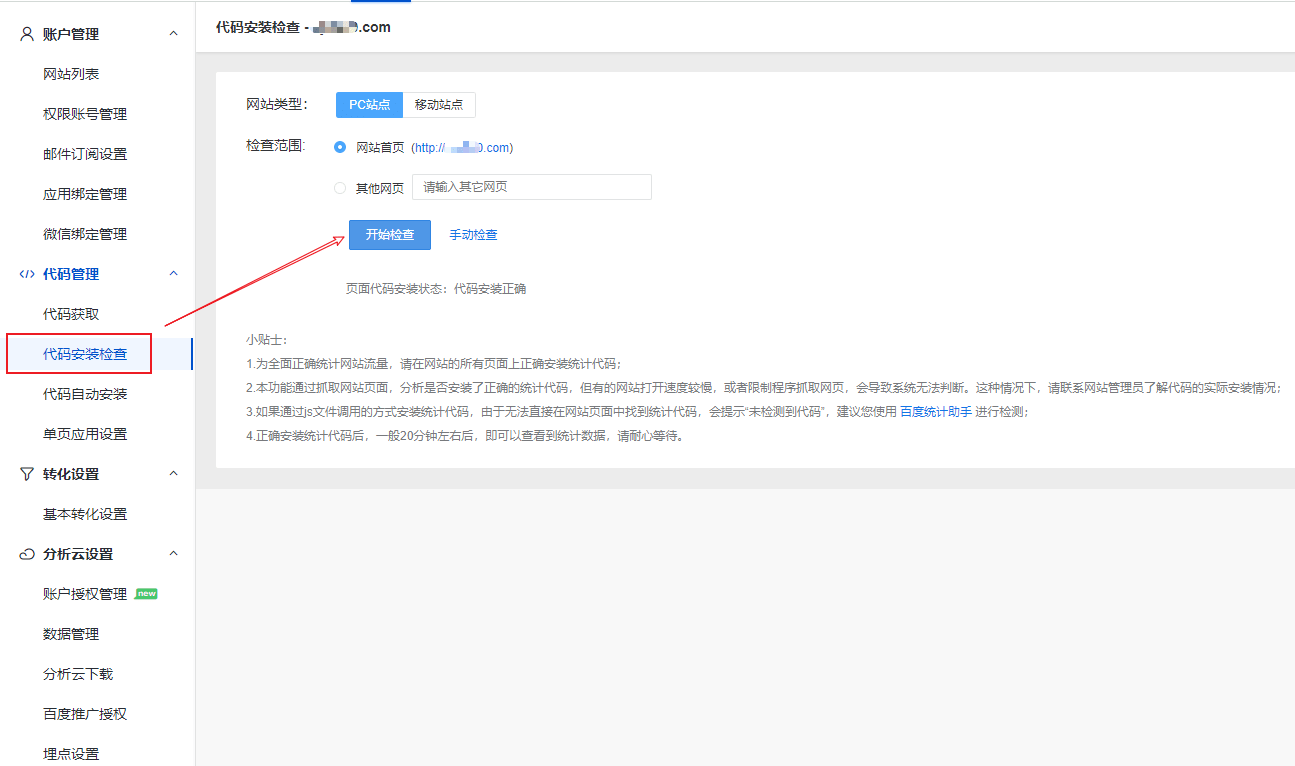 账户管理
网站列表
权限账号管理
邮件订阅设置
应用绑定管理
微信绑定管理
代码管理
代码获取
代码安装检查
代码自动安装
单页应用设置
转化设置
基本转化设置
分析云设置
账户授权管理 new
数据管理
分析云下载
百度推广授权
埋点设置
代码安装检查 - .com
网站类型： PC站点 移动站点
检查范围: 网站首页 (http:// 0.com)
其他网页 请输入其它网页
开始检查 手动检查
页面代码安装状态：代码安装正确
小贴士：
1.为全面正确统计网站流量，请在网站的所有页面上正确安装统计代码；
2.本功能通过抓取网站页面，分析是否安装了正确的统计代码，但有的网站打开速度较慢，或者限制程序抓取网页，会导致系统无法判断。这种情况下，请联系网站管理员了解代码的实际安装情况；
3.如果通过js文件调用的方式安装统计代码，由于无法直接在网站页面中找到统计代码，会提示“未检测到代码”，建议您使用 百度统计助手 进行检测；
4.正确安装统计代码后，一般20分钟左右后，即可以查看到统计数据，请耐心等待。